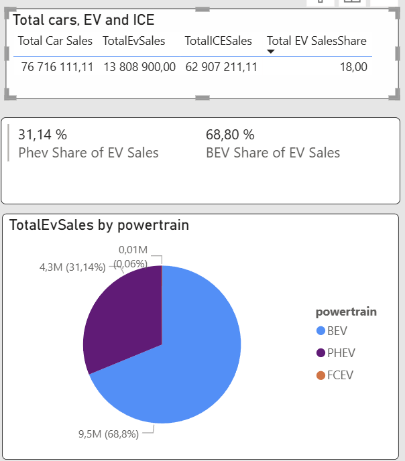 Total cars, EV and ICE
Total Car Sales TotalEvSales TotalICESales Total EV SalesShare
76 716 111,11 13 808 900,00 62 907 211,11 18,00
31,14 % 68,80 %
Phev Share of EV Sales BEV Share of EV Sales
TotalEvSales by powertrain
0,01M
(0,06%)
4,3M (31,14%)
powertrain
BEV
PHEV
FCEV
9,5M (68,8%)